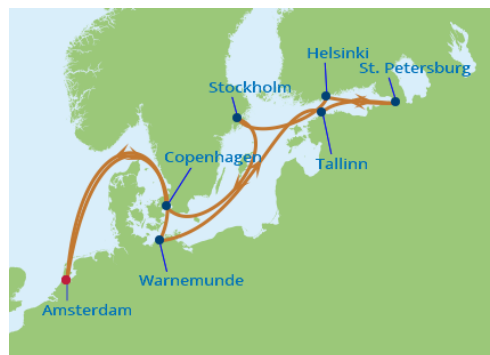 Helsinki
St. Petersburg
Stockholm
Copenhagen
Tallinn
Warnemunde
Amsterdam